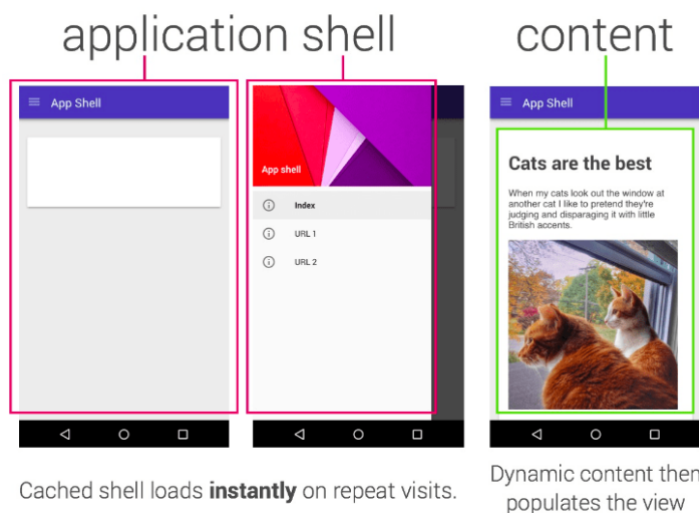 application shell
content
App Shell
App shell
Index
URL 1
URL 2
App Shell
Cats are the best
When my cats look out the window at
another cat I like to pretend they're
judging and disparaging it with little
British accents.
Cached shell loads instantly on repeat visits.
Dynamic content then
populates the view